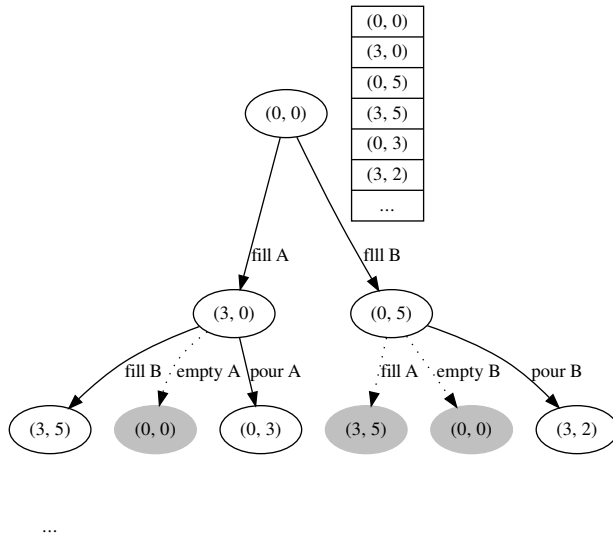 (0, 0)
(3, 0)
(0, 5)
(3, 5)
(0, 3)
(3, 2)
...
(0, 0)
fill A
flll B
(3, 0)
(0, 5)
fill B
empty A
pour A
fill A
empty B
pour B
(3, 5)
(0, 0)
(0, 3)
(3, 5)
(0, 0)
(3, 2)
...